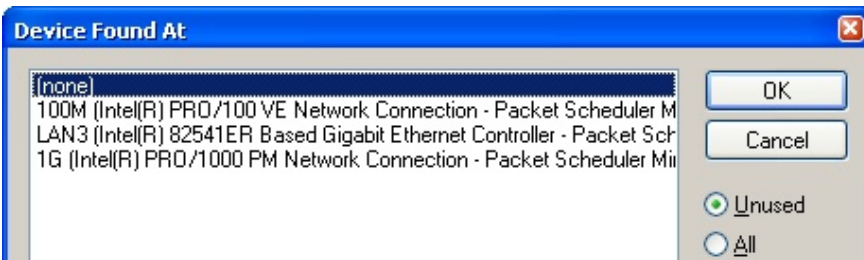 Device Found At
(none)
100M (Intel(R) PRO/100 VE Network Connection - Packet Scheduler M
LAN3 (Intel(R) 82541ER Based Gigabit Ethernet Controller - Packet Sch
1G (Intel(R) PRO/1000 PM Network Connection - Packet Scheduler Mi
OK
Cancel
Unused
All